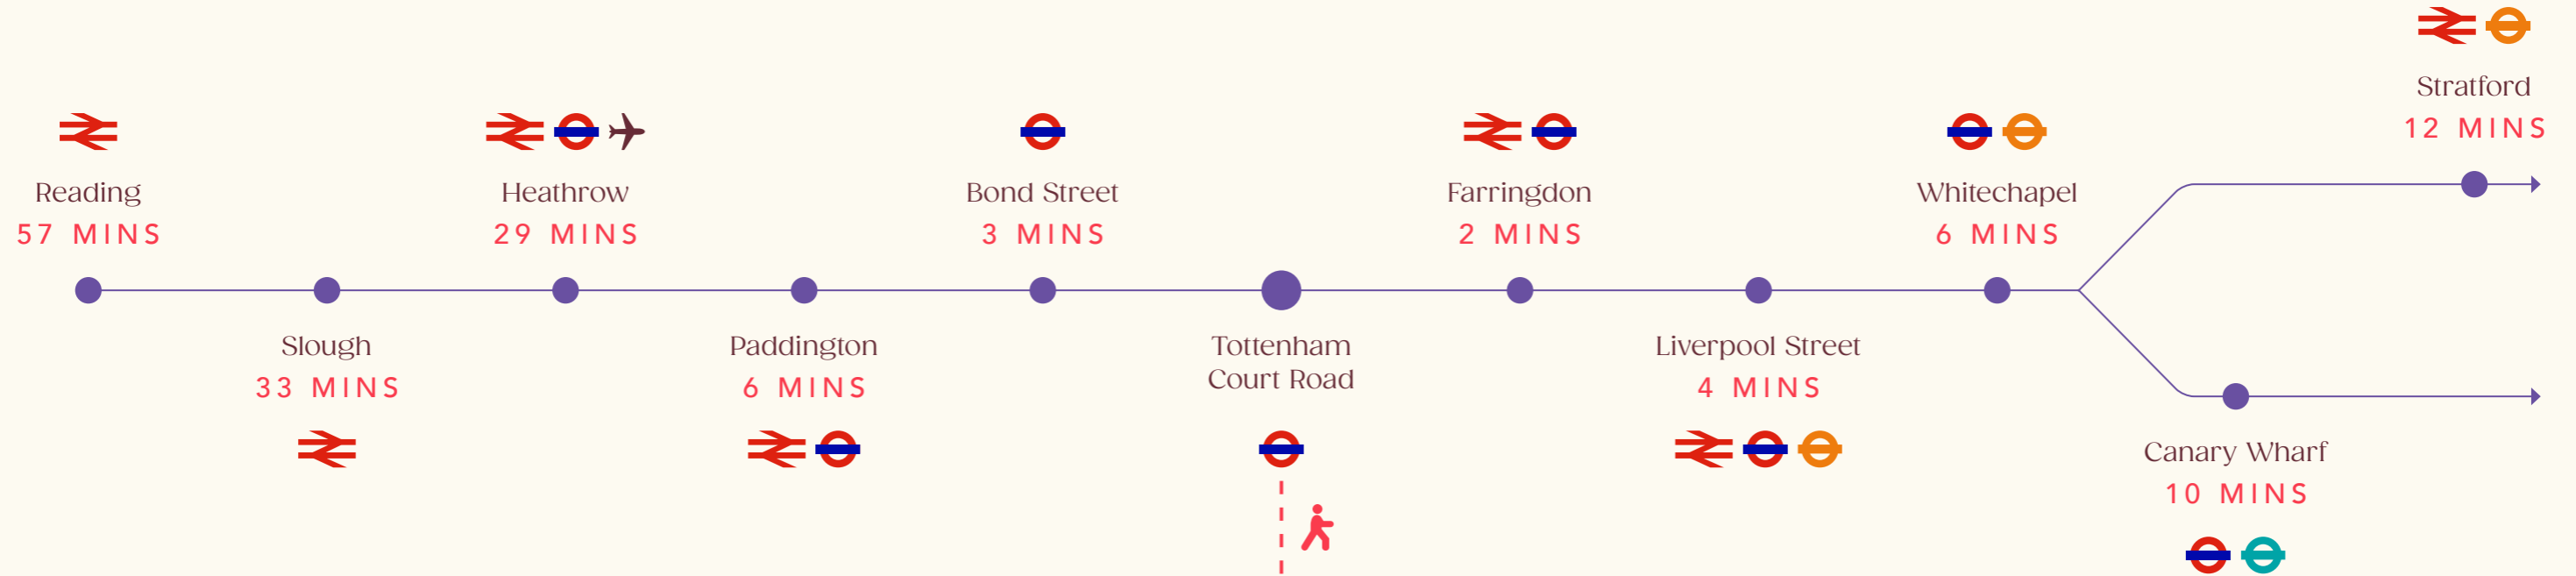 Reading
57 MINS
Slough
33 MINS
Heathrow
29 MINS
Paddington
6 MINS
Bond Street
3 MINS
Tottenham
Court Road
Farringdon
2 MINS
Liverpool Street
4 MINS
Whitechapel
6 MINS
Stratford
12 MINS
Canary Wharf
10 MINS